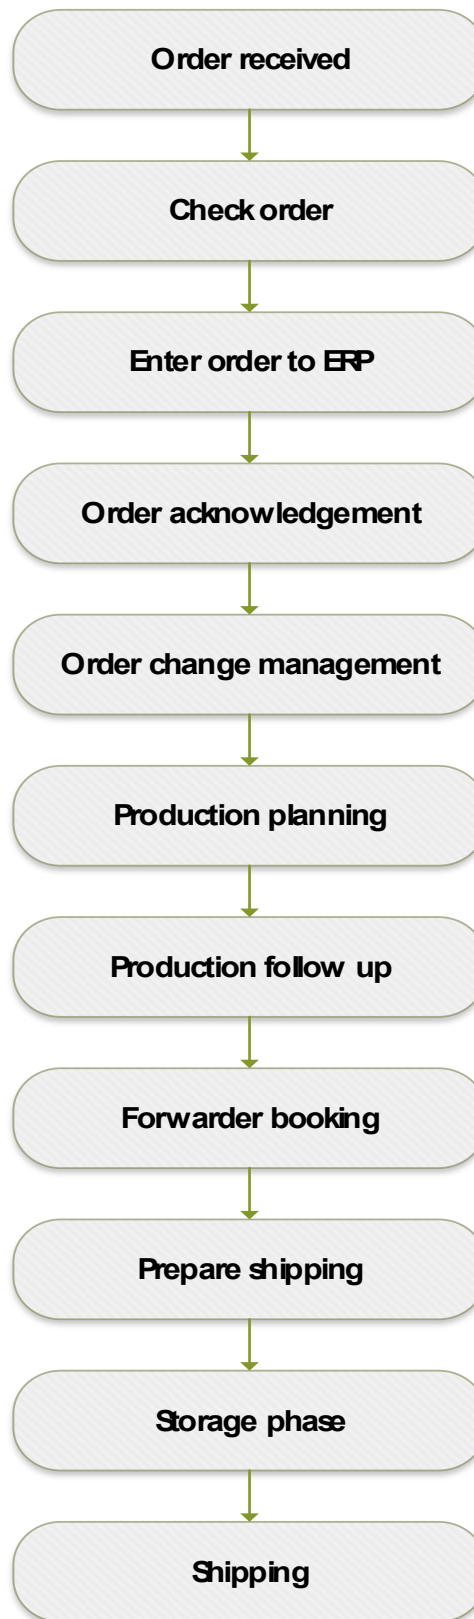 Order received
Check order
Enter order to ERP
Order acknowledgement
Order change management
Production planning
Production follow up
Forwarder booking
Prepare shipping
Storage phase
Shipping